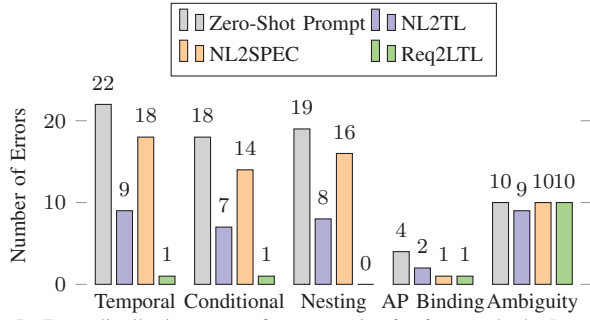 Zero-Shot Prompt NL2TL
NL2SPEC Req2LTL
Number of Errors
20
10
0
22 9 18 1
18 7 14 1
19 8 16 0
4 2 1 1
10 9 10 10
Temporal Conditional Nesting AP Binding Ambiguity